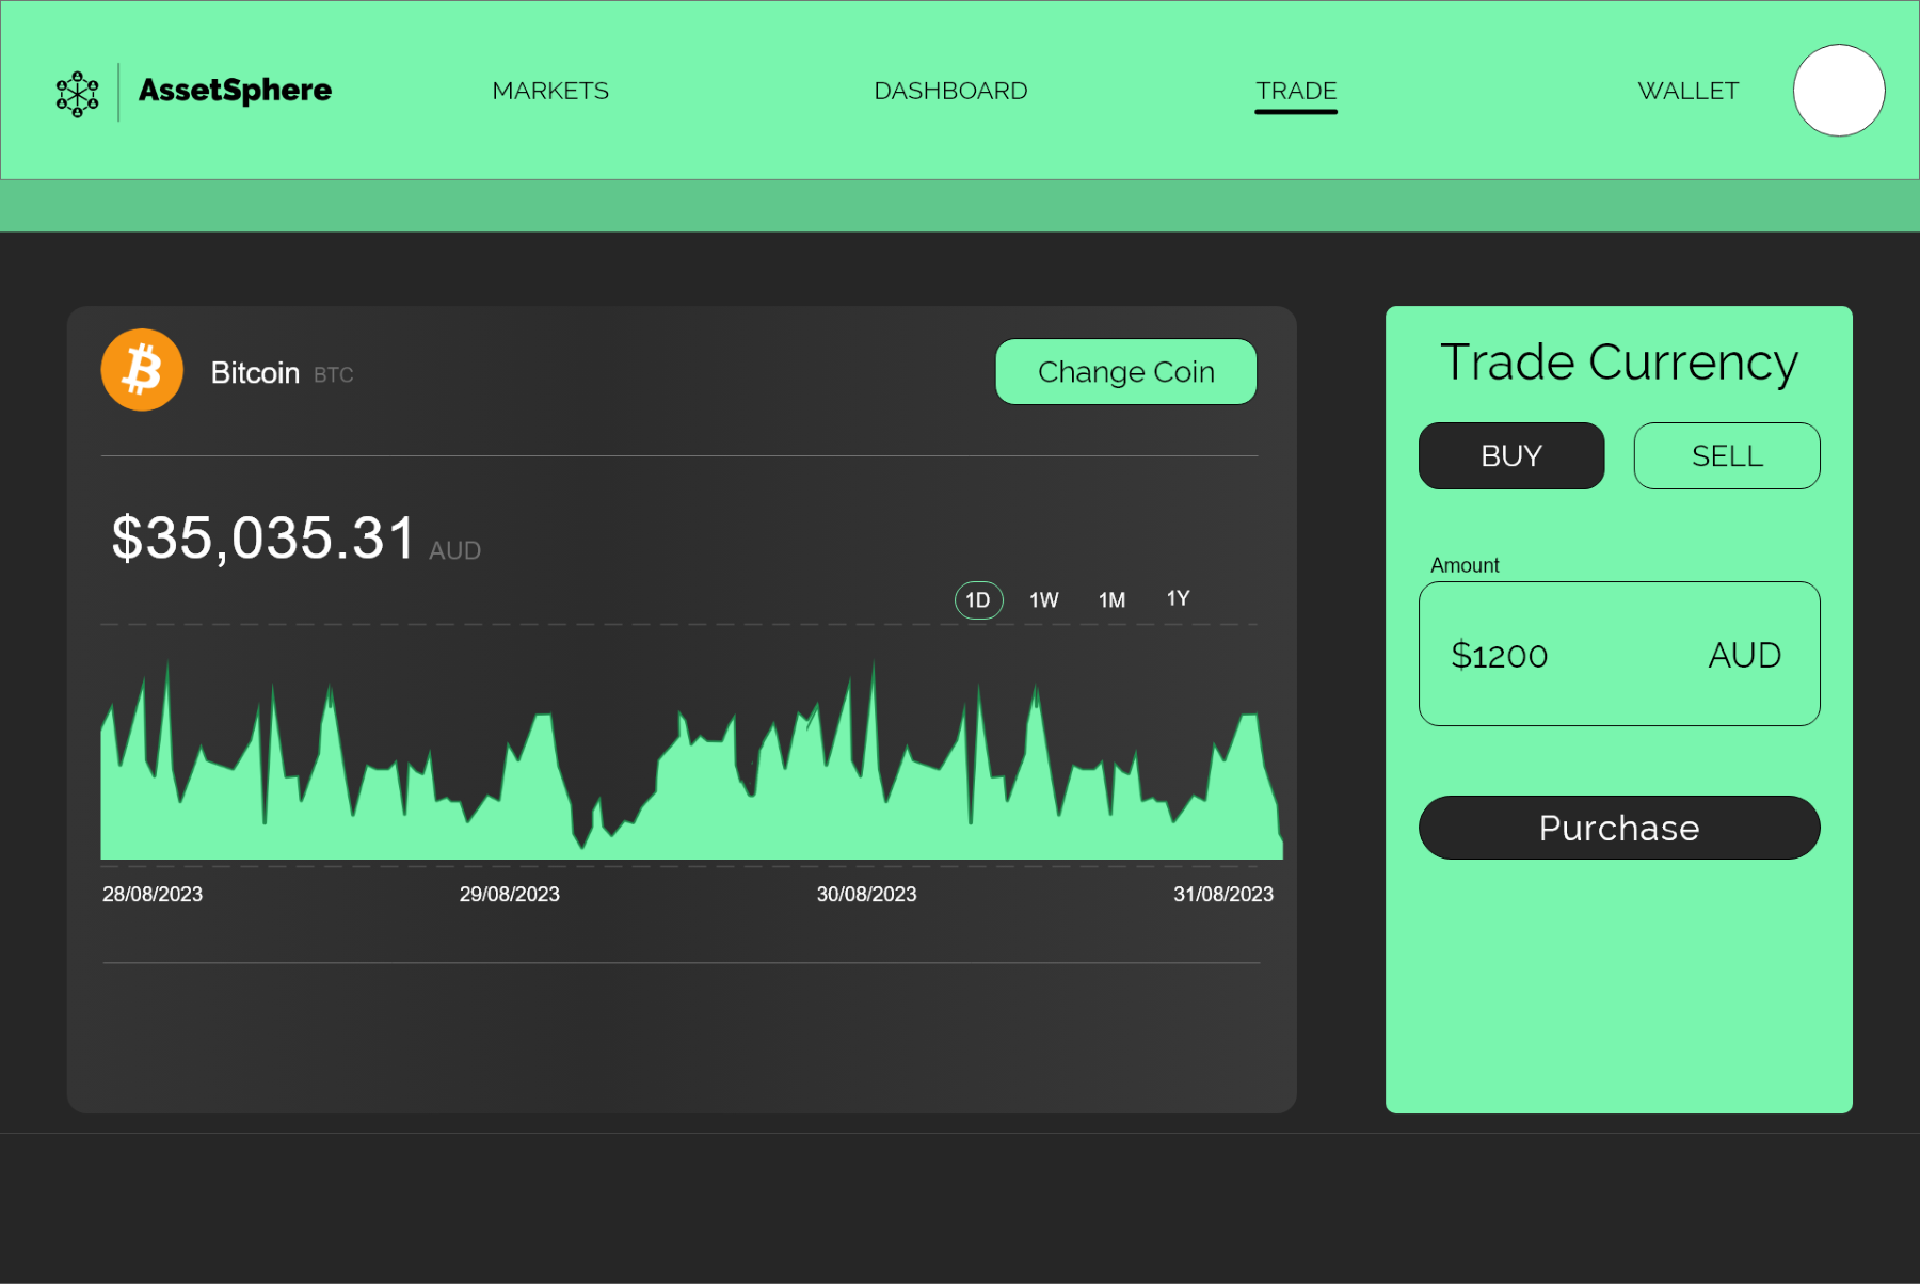 AssetSphere
MARKETS
DASHBOARD
TRADE
WALLET
Bitcoin BTC
Change Coin
$35,035.31 AUD
1D 1W 1M 1Y
28/08/2023 29/08/2023 30/08/2023 31/08/2023
Trade Currency
BUY SELL
Amount
$1200 AUD
Purchase